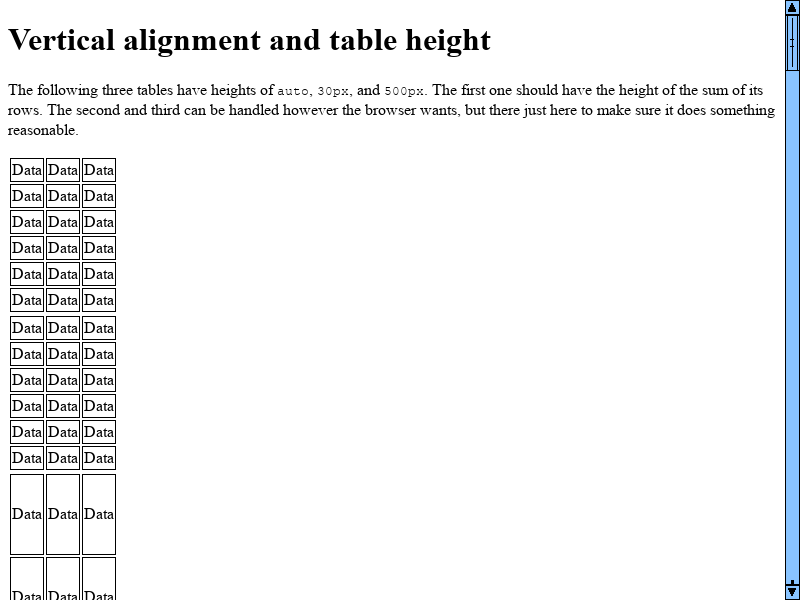 Vertical alignment and table height
The following three tables have heights of auto, 30px, and 500px. The first one should have the height of the sum of its
rows. The second and third can be handled however the browser wants, but there just here to make sure it does something
reasonable.
Data Data Data
Data Data Data
Data Data Data
Data Data Data
Data Data Data
Data Data Data
Data Data Data
Data Data Data
Data Data Data
Data Data Data
Data Data Data
Data Data Data
Data Data Data
Data Data Data